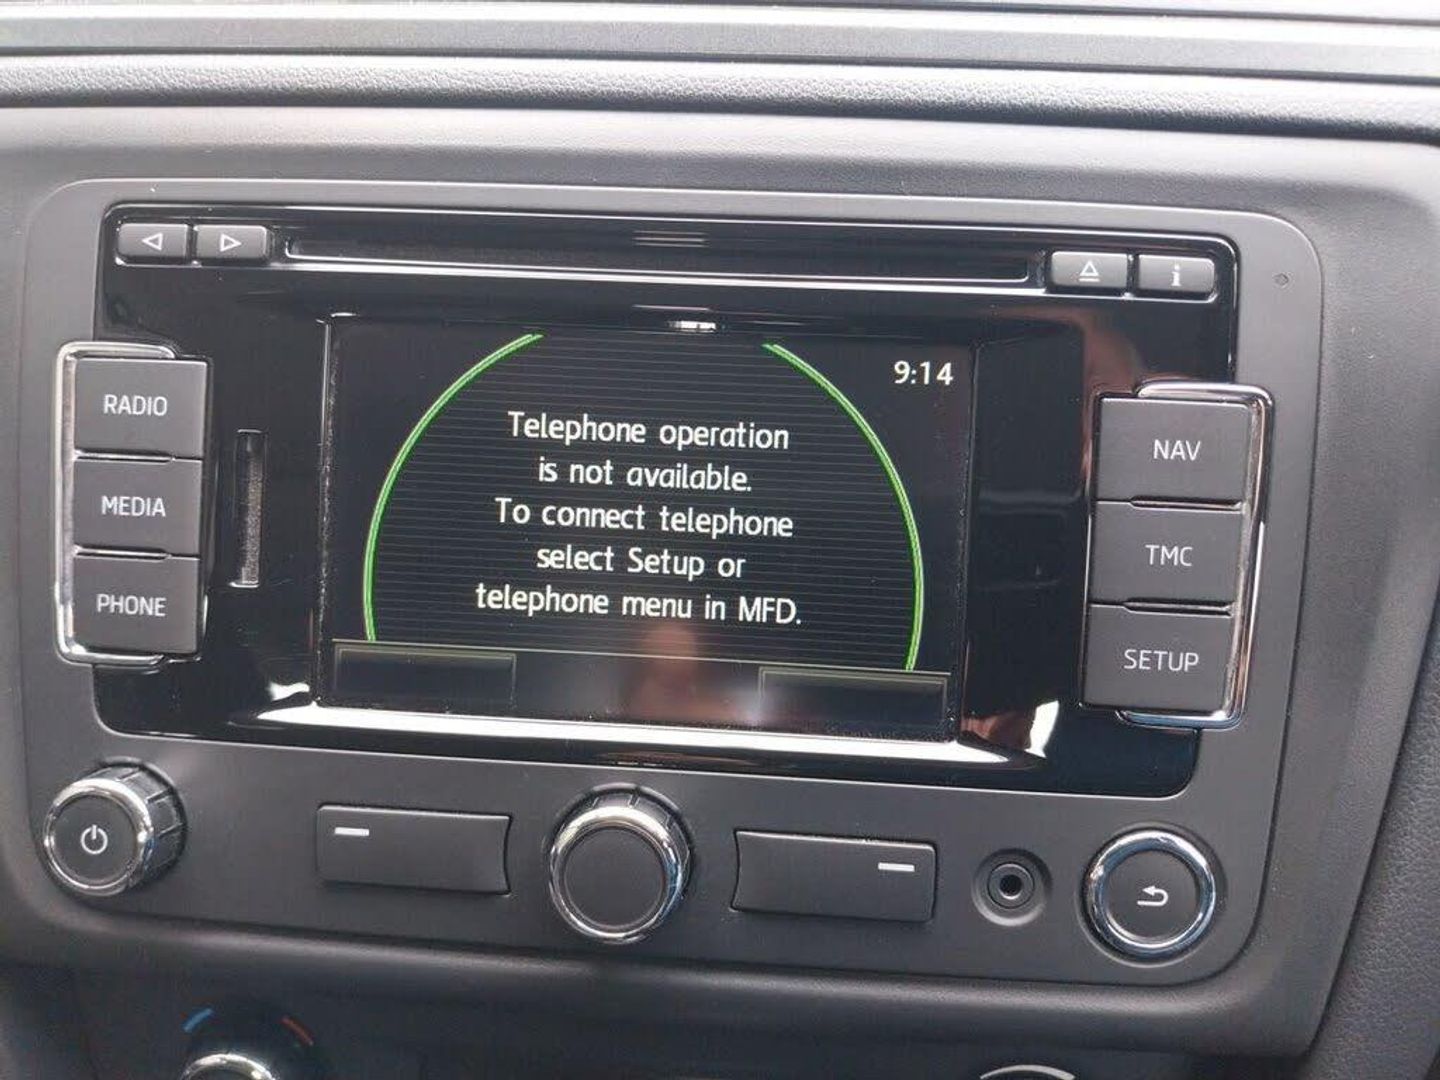 9:14
Telephone operation
is not available.
To connect telephone
select Setup or
telephone menu in MFD.
RADIO
MEDIA
PHONE
NAV
TMC
SETUP
i